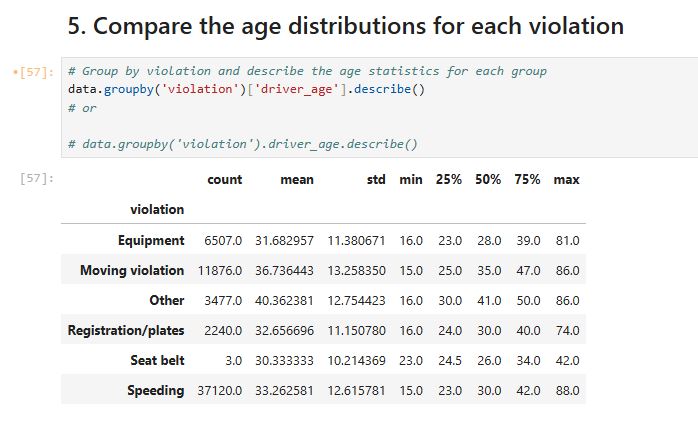 5. Compare the age distributions for each violation
[57]: # Group by violation and describe the age statistics for each group
data.groupby('violation')['driver_age'].describe()
# or
# data.groupby('violation').driver_age.describe()
[57]: count mean std min 25% 50% 75% max
violation
Equipment 6507.0 31.682957 11.380671 16.0 23.0 28.0 39.0 81.0
Moving violation 11876.0 36.736443 13.258350 15.0 25.0 35.0 47.0 86.0
Other 3477.0 40.362381 12.754423 16.0 30.0 41.0 50.0 86.0
Registration/plates 2240.0 32.656696 11.150780 16.0 24.0 30.0 40.0 74.0
Seat belt 3.0 30.333333 10.214369 23.0 24.5 26.0 34.0 42.0
Speeding 37120.0 33.262581 12.615781 15.0 23.0 30.0 42.0 88.0